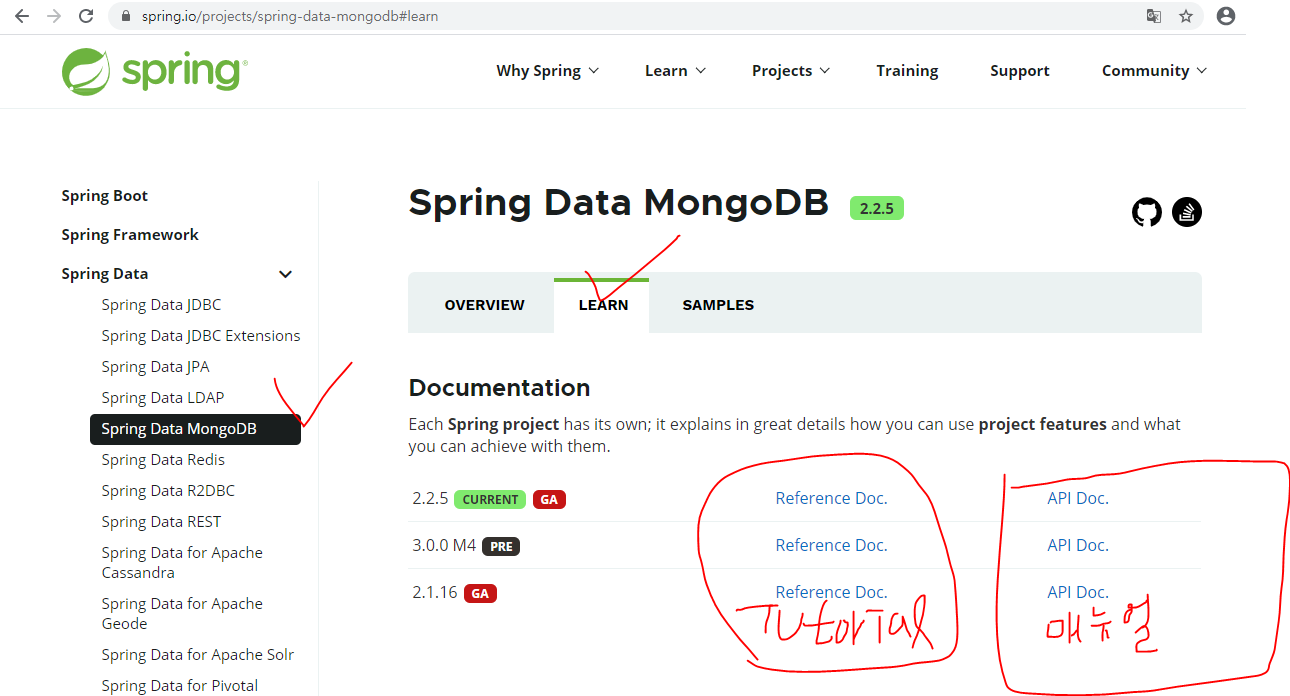 spring.io/projects/spring-data-mongodb#learn
spring®
Why Spring Learn Projects Training Support Community
Spring Boot
Spring Framework
Spring Data
Spring Data JDBC
Spring Data JDBC Extensions
Spring Data JPA
Spring Data LDAP
Spring Data MongoDB
Spring Data Redis
Spring Data R2DBC
Spring Data REST
Spring Data for Apache
Cassandra
Spring Data for Apache
Geode
Spring Data for Apache Solr
Spring Data for Pivotal
Spring Data MongoDB 2.2.5
OVERVIEW LEARN SAMPLES
Documentation
Each Spring project has its own; it explains in great details how you can use project features and what
you can achieve with them.
2.2.5 CURRENT GA Reference Doc. API Doc.
3.0.0 M4 PRE Reference Doc. API Doc.
2.1.16 GA Reference Doc. API Doc.
TUtorial 매뉴얼